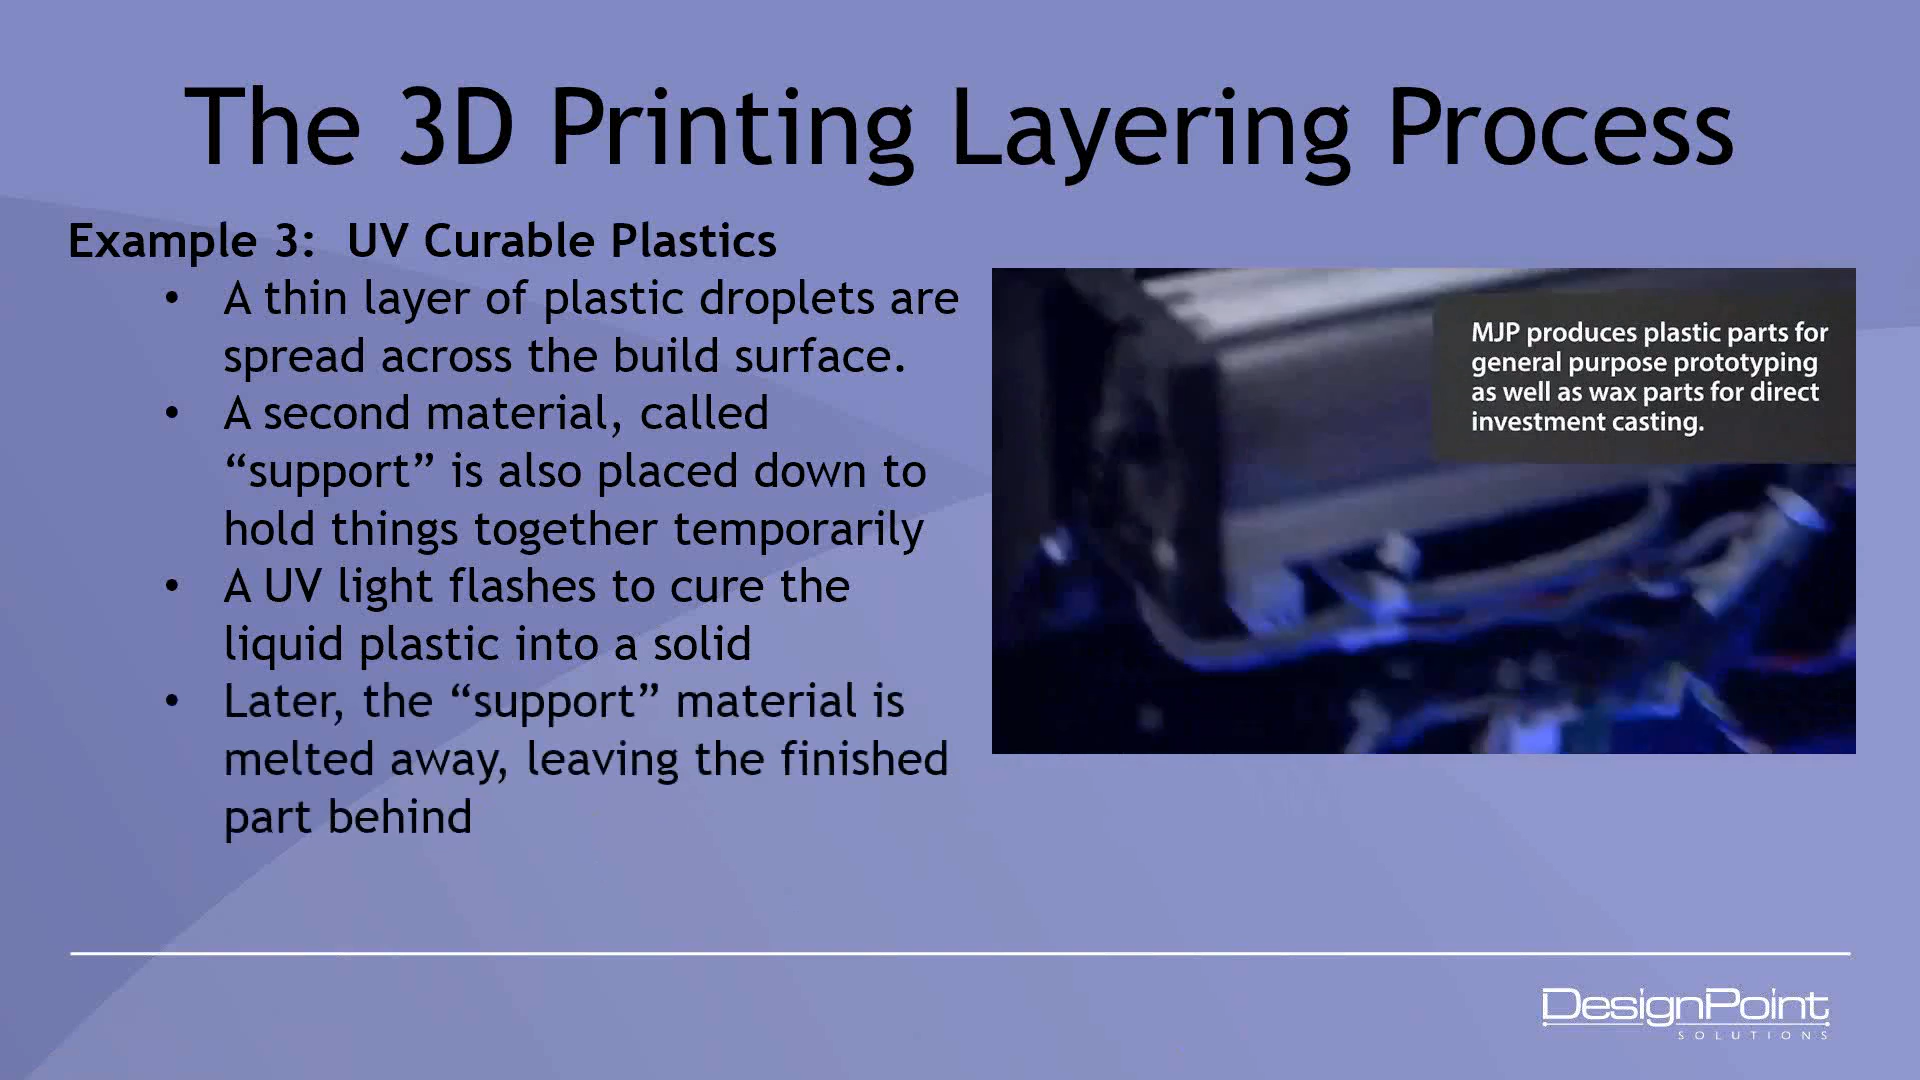 The 3D Printing Layering Process
Example 3: UV Curable Plastics
• A thin layer of plastic droplets are
spread across the build surface.
• A second material, called
“support” is also placed down to
hold things together temporarily
• A UV light flashes to cure the
liquid plastic into a solid
• Later, the “support” material is
melted away, leaving the finished
part behind
MJP produces plastic parts for
general purpose prototyping
as well as wax parts for direct
investment casting.
DesignPoint
SOLUTIONS